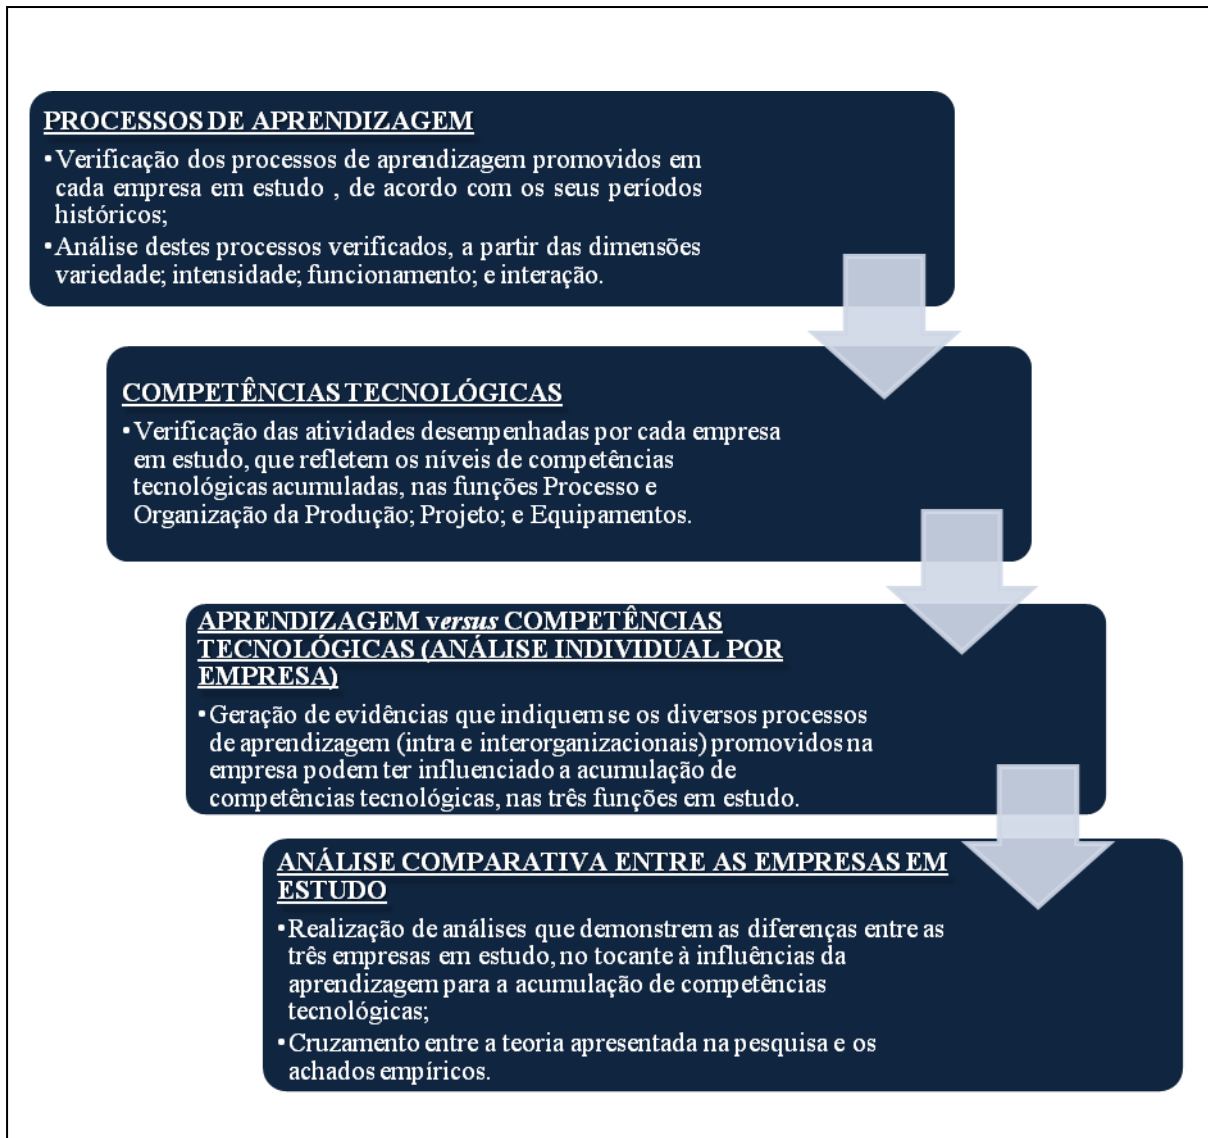 PROCESSOS DE APRENDIZAGEM
• Verificação dos processos de aprendizagem promovidos em
cada empresa em estudo , de acordo com os seus períodos
históricos;
• Análise destes processos verificados, a partir das dimensões
variedade; intensidade; funcionamento; e interação.
COMPETÊNCIAS TECNOLÓGICAS
• Verificação das atividades desempenhadas por cada empresa
em estudo, que refletem os níveis de competências
tecnológicas acumuladas, nas funções Processo e
Organização da Produção; Projeto; e Equipamentos.
APRENDIZAGEM versus COMPETÊNCIAS
TECNOLÓGICAS (ANÁLISE INDIVIDUAL POR
EMPRESA)
• Geração de evidências que indiquem se os diversos processos
de aprendizagem (intra e interorganizacionais) promovidos na
empresa podem ter influenciado a acumulação de
competências tecnológicas, nas três funções em estudo.
ANÁLISE COMPARATIVA ENTRE AS EMPRESAS EM
ESTUDO
• Realização de análises que demonstrem as diferenças entre as
três empresas em estudo, no tocante à influências da
aprendizagem para a acumulação de competências
tecnológicas;
• Cruzamento entre a teoria apresentada na pesquisa e os
achados empíricos.